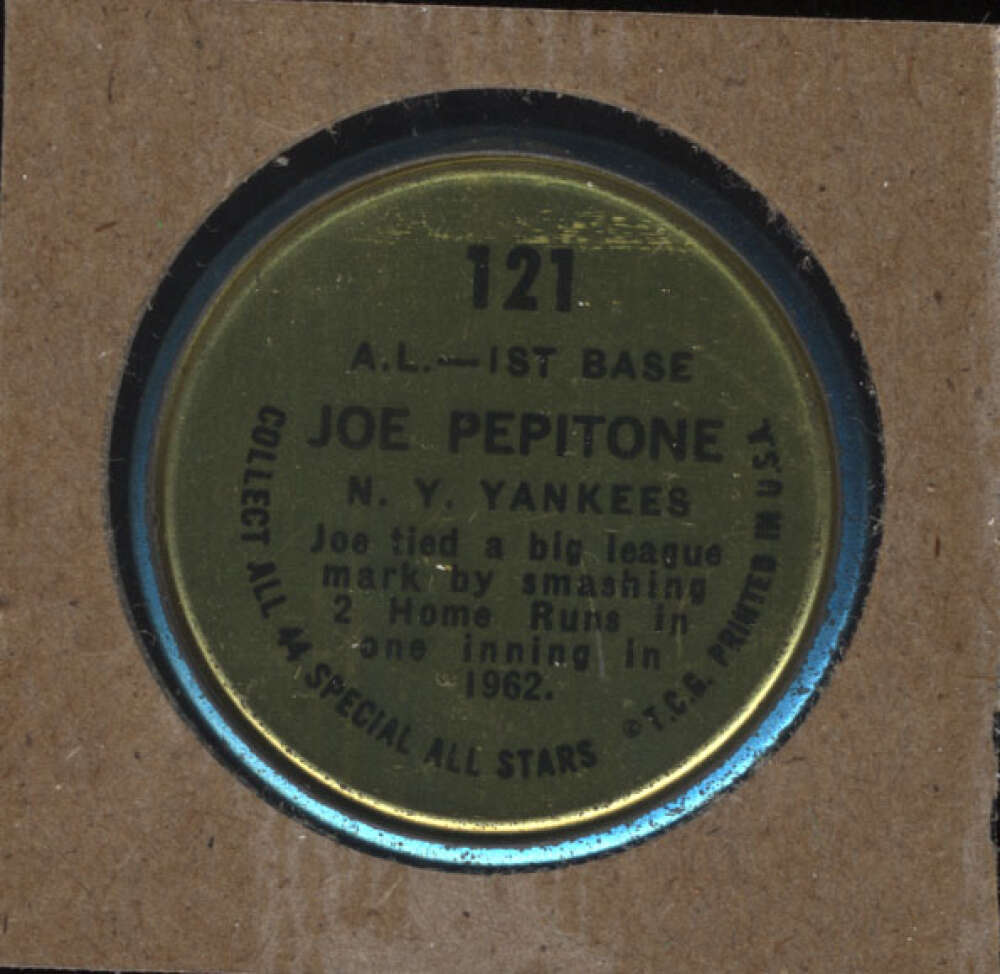 121
A.L.—1ST BASE
JOE PEPITONE
N. Y. YANKEES
Joe tied a big league
mark by smashing
2 Home Runs in
one inning in
1962.
COLLECT ALL 44 SPECIAL ALL STARS
©T.C.G. PRINTED IN USA